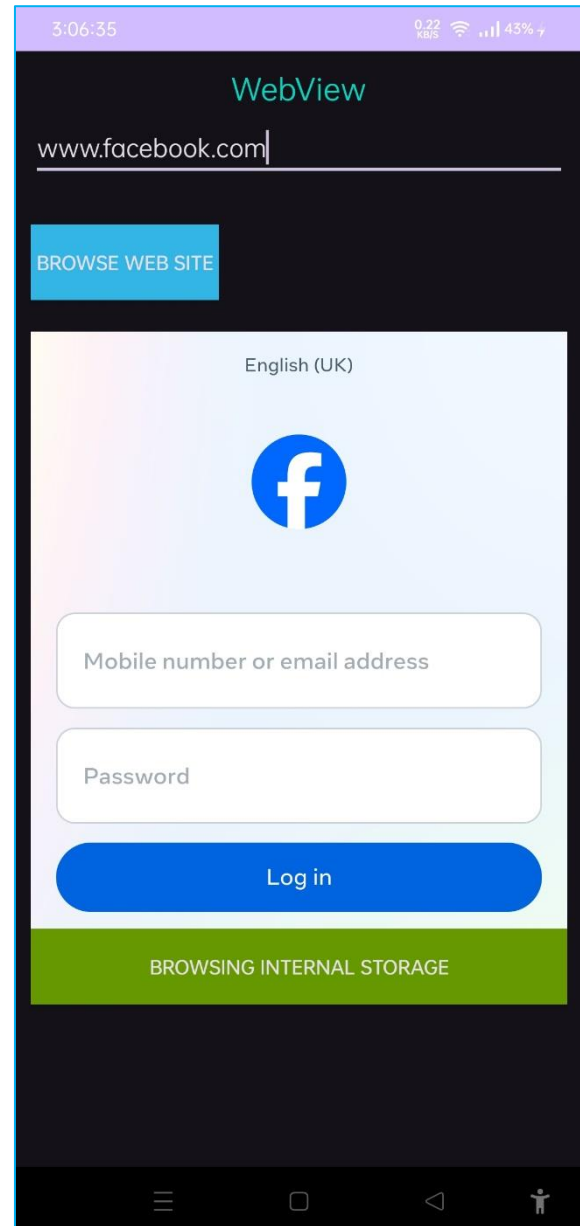 3:06:35
0.22 KB/S 43%
WebView
www.facebook.com
BROWSE WEB SITE
English (UK)
Mobile number or email address
Password
Log in
BROWSING INTERNAL STORAGE